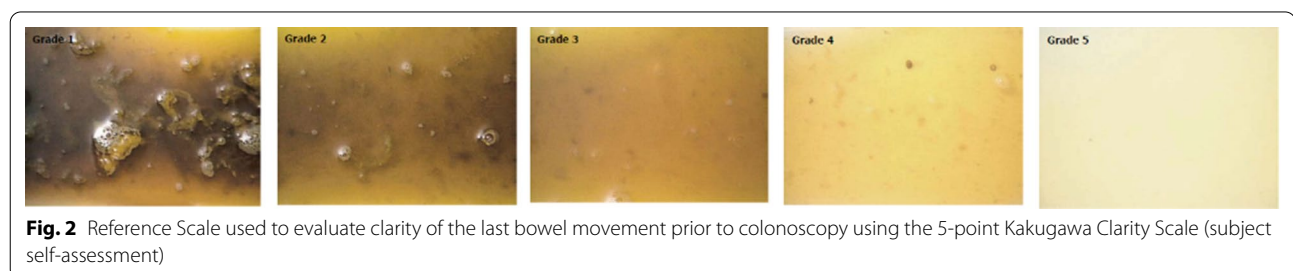 Grade 1
Grade 2
Grade 3
Grade 4
Grade 5
Fig. 2 Reference Scale used to evaluate clarity of the last bowel movement prior to colonoscopy using the 5-point Kakugawa Clarity Scale (subject
self-assessment)